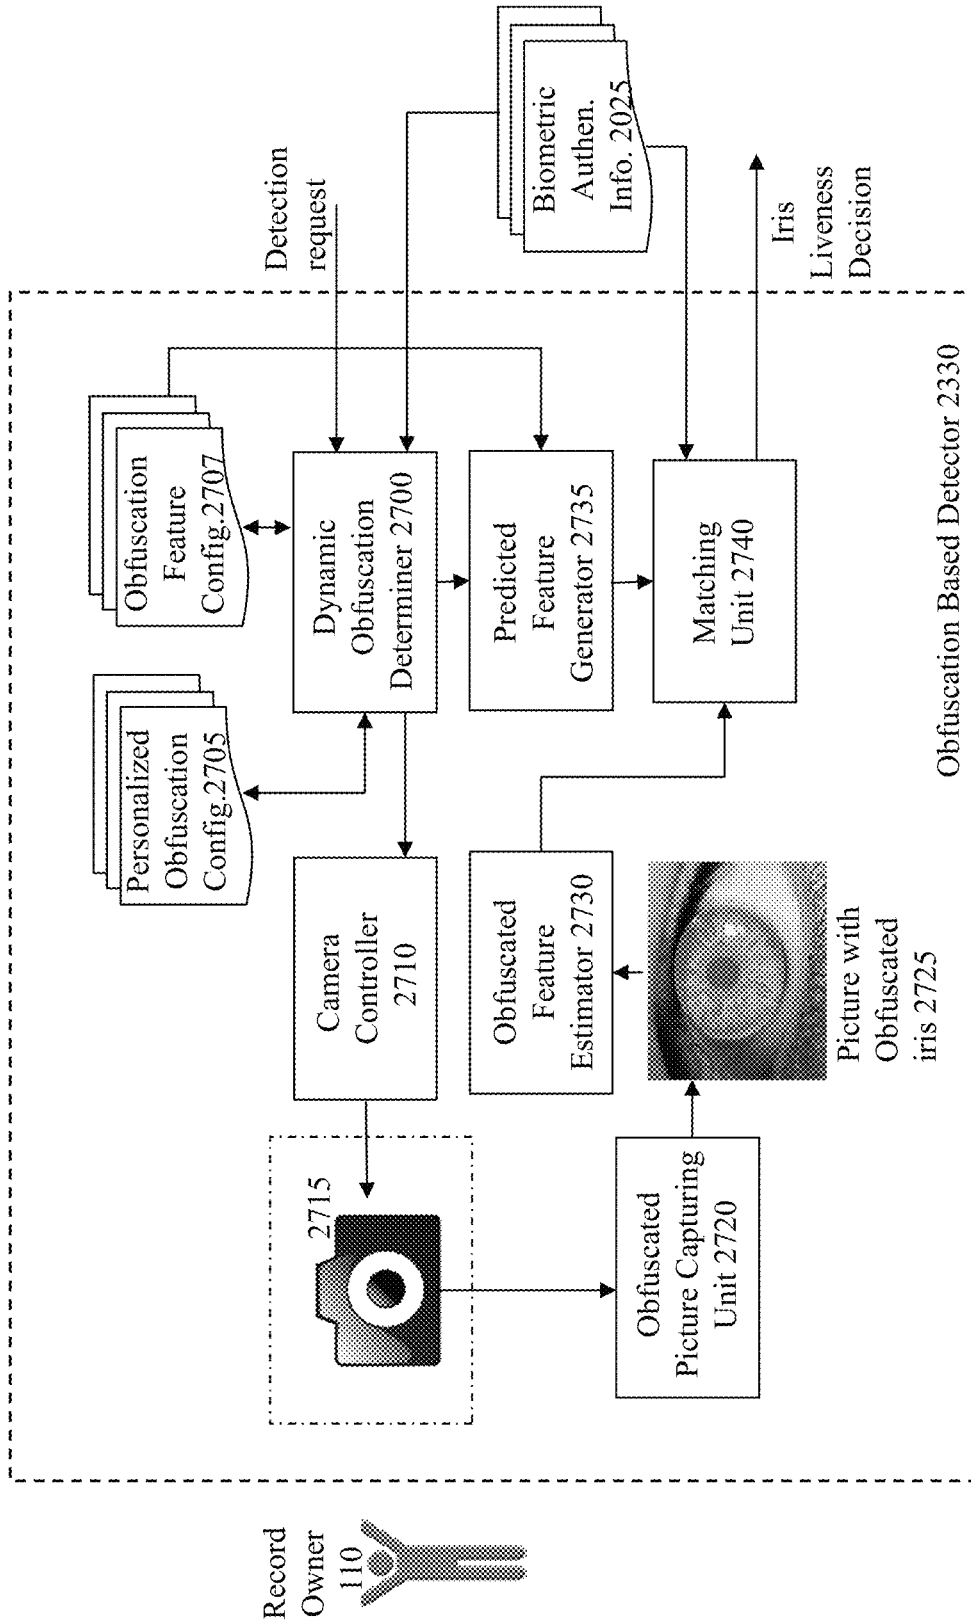 Record
Owner
110
2715
Camera
Controller
2710
Personalized
Obfuscation
Config.2705
Obfuscation
Feature
Config.2707
Dynamic
Obfuscation
Determiner 2700
Detection
request
Biometric
Authen.
Info. 2025
Obfuscated
Picture Capturing
Unit 2720
Obfuscated
Feature
Estimator 2730
Picture with
Obfuscated
iris 2725
Predicted
Feature
Generator 2735
Matching
Unit 2740
Iris
Liveness
Decision
Obfuscation Based Detector 2330